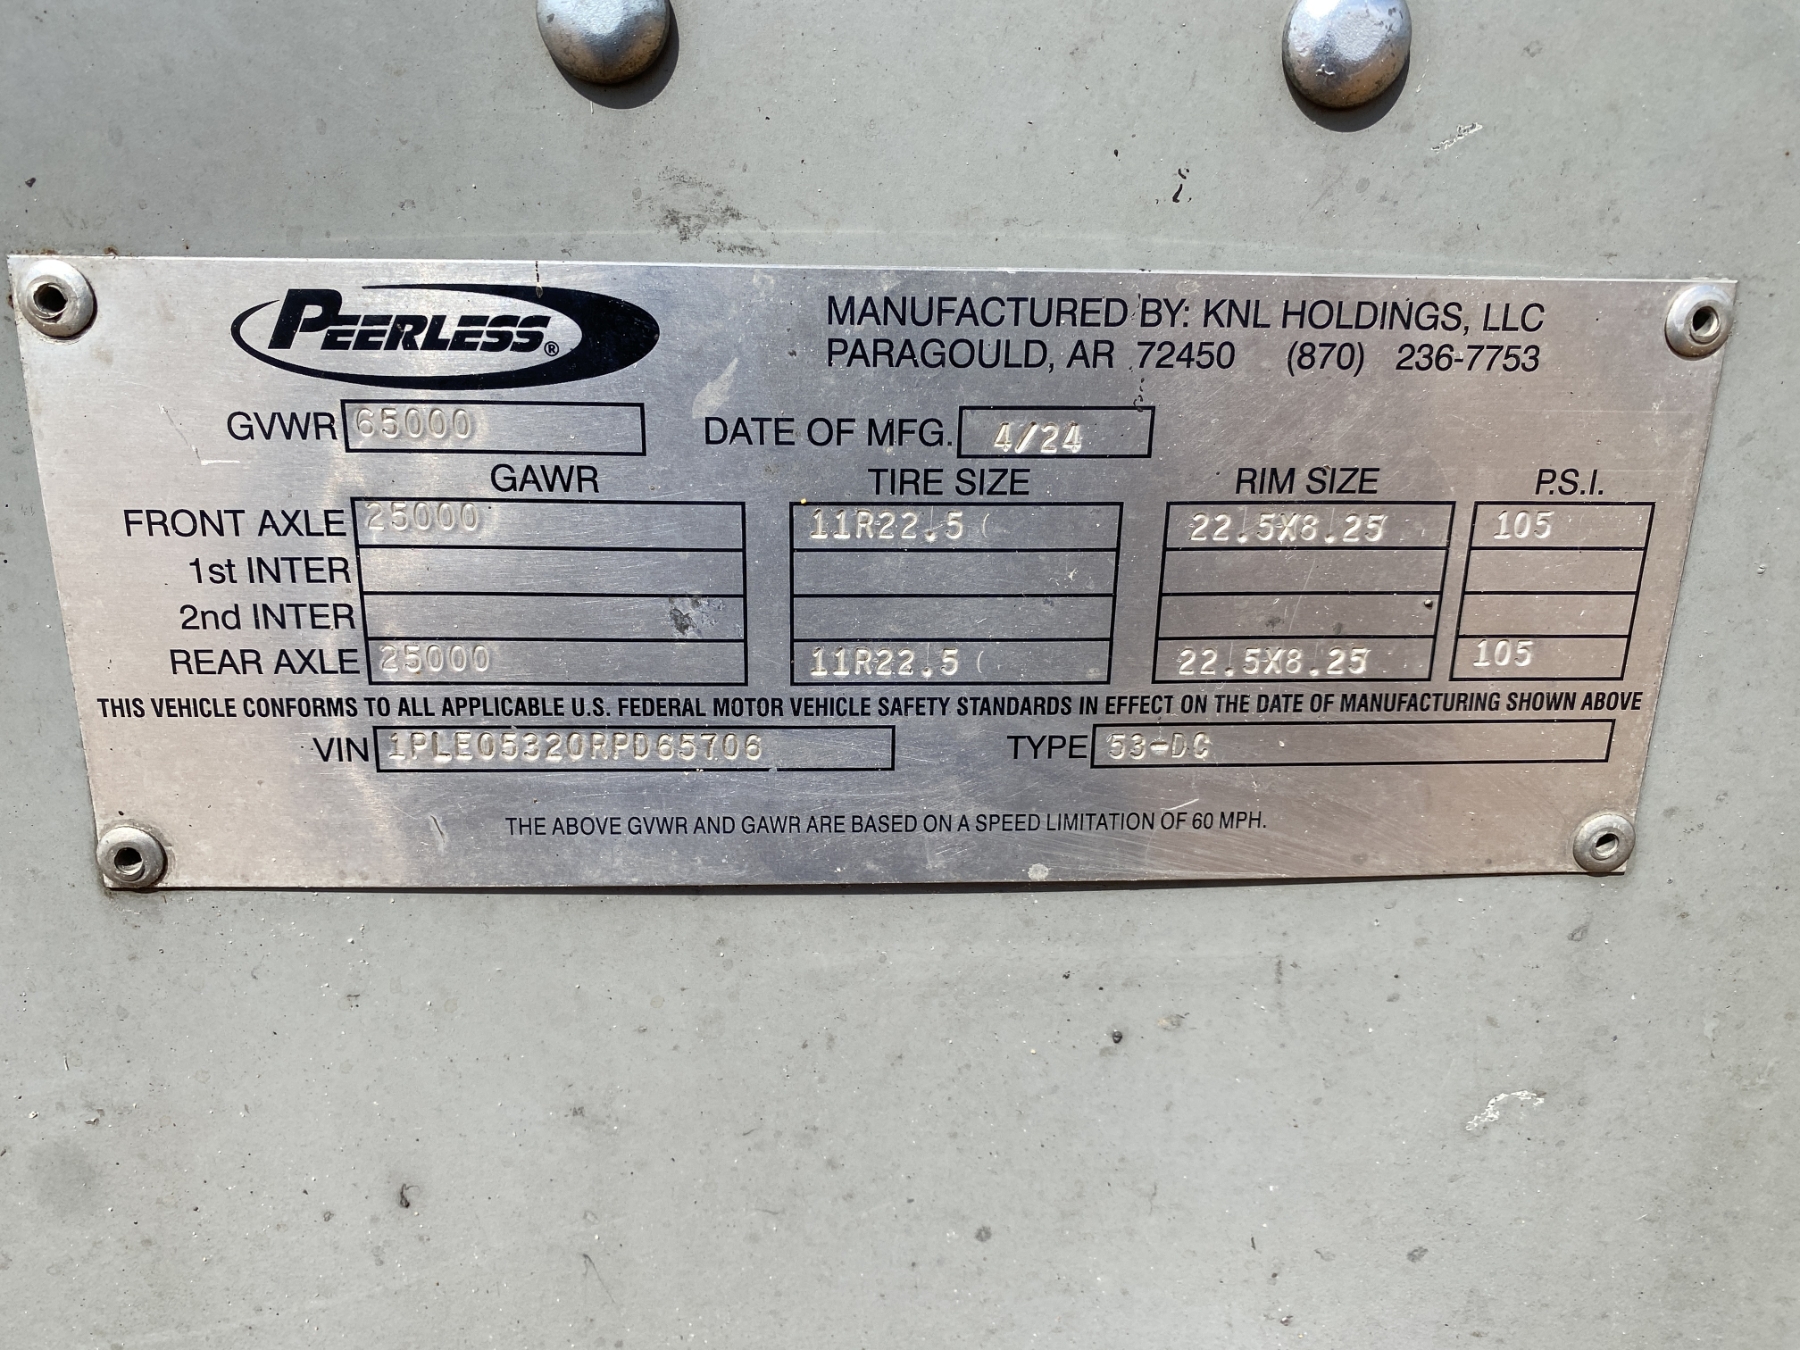 PEERLESS®
MANUFACTURED BY: KNL HOLDINGS, LLC
PARAGOULD, AR 72450 (870) 236-7753
GVWR 65000 DATE OF MFG. 4/24
GAWR TIRE SIZE RIM SIZE P.S.I.
FRONT AXLE 25000 11R22.5 ( 22.5X8.25 105
1st INTER
2nd INTER
REAR AXLE 25000 11R22.5 ( 22.5X8.25 105
THIS VEHICLE CONFORMS TO ALL APPLICABLE U.S. FEDERAL MOTOR VEHICLE SAFETY STANDARDS IN EFFECT ON THE DATE OF MANUFACTURING SHOWN ABOVE
VIN 1PLE05320RPD65706 TYPE 53-DC
THE ABOVE GVWR AND GAWR ARE BASED ON A SPEED LIMITATION OF 60 MPH.